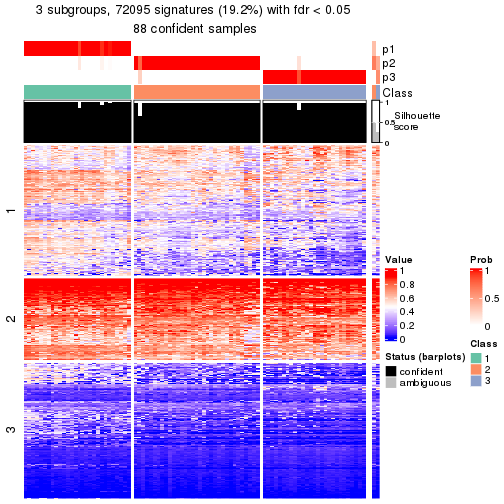 3 subgroups, 72095 signatures (19.2%) with fdr < 0.05
88 confident samples
p1
p2
p3
Class
1
0.5
0
Silhouette
score
1
2
3
Value
1
0.8
0.6
0.4
0.2
0
Prob
1
0.5
0
Status (barplots)
confident
ambiguous
Class
1
2
3